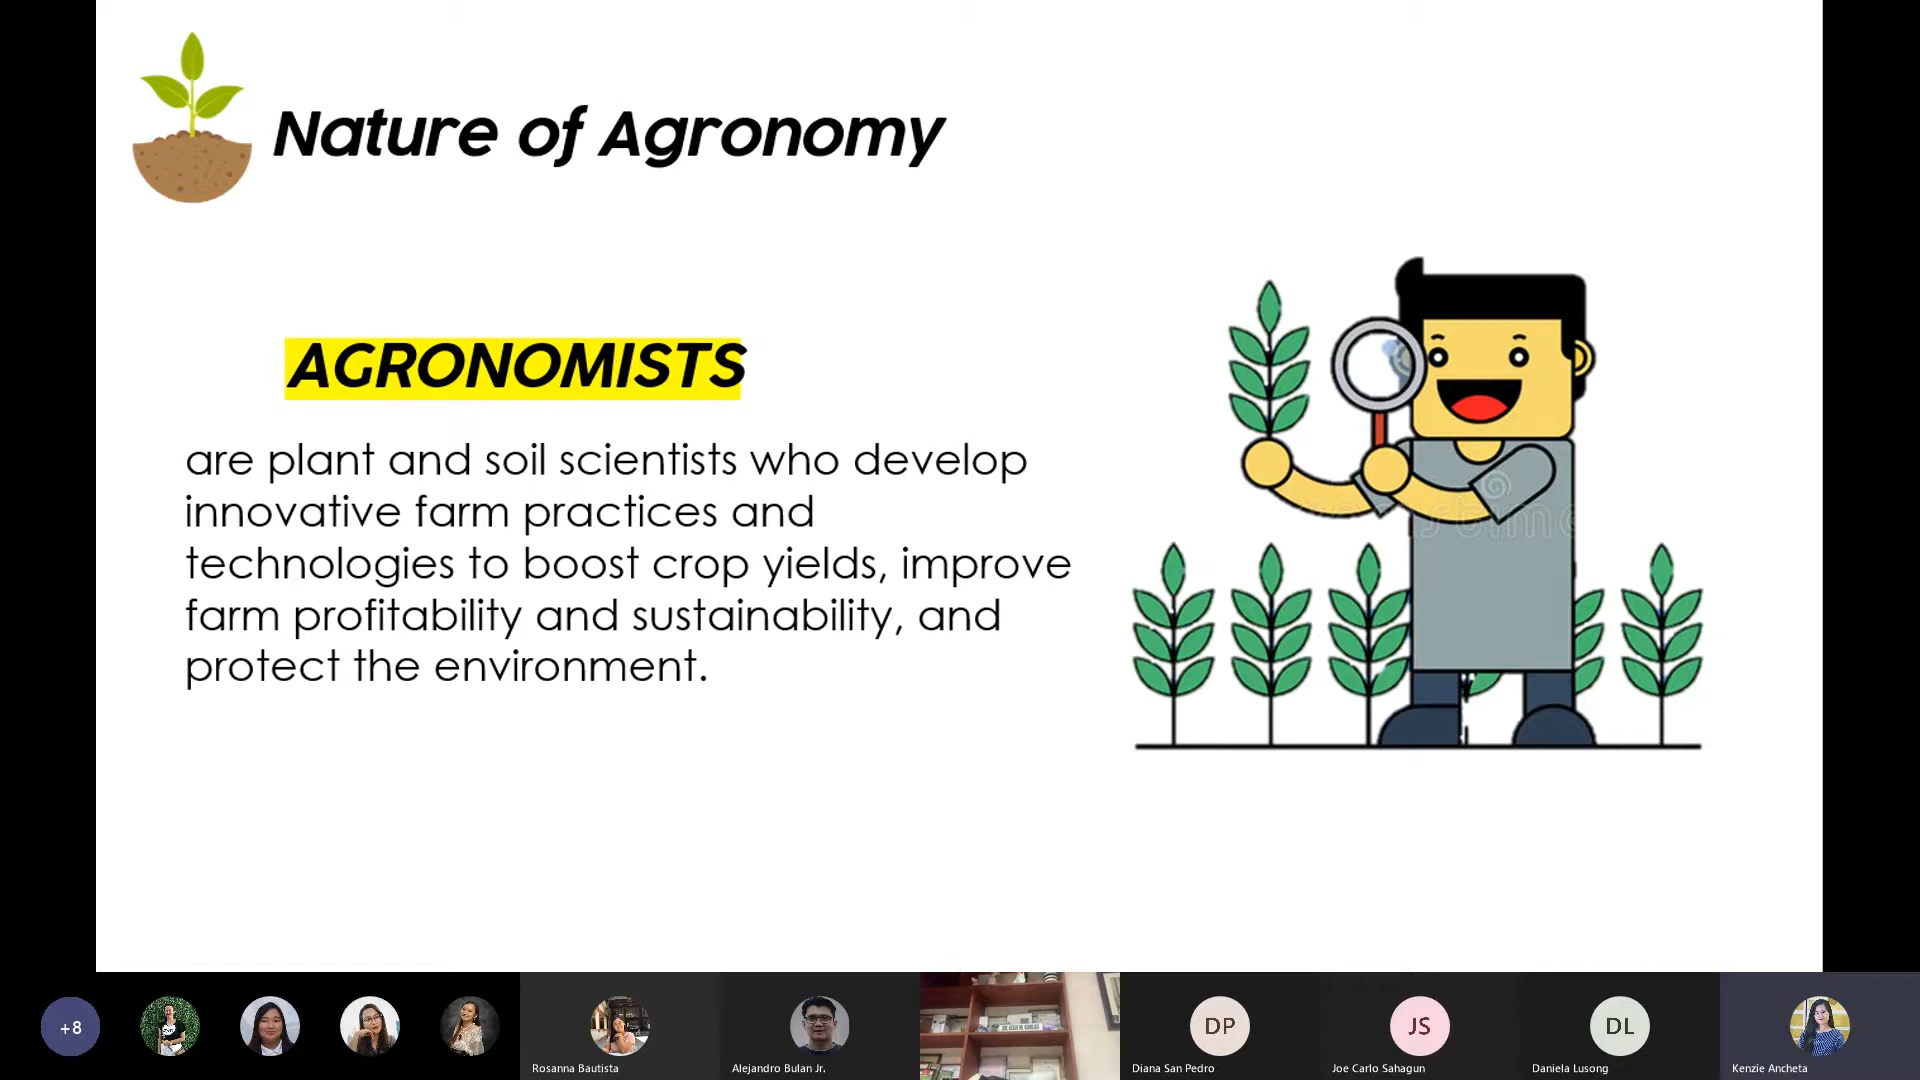 Nature of Agronomy
AGRONOMISTS
are plant and soil scientists who develop
innovative farm practices and
technologies to boost crop yields, improve
farm profitability and sustainability, and
protect the environment.
+8
Rosanna Bautista
Alejandro Bulan Jr.
DP
Diana San Pedro
JS
Joe Carlo Sahagun
DL
Daniela Lusong
Kenzie Ancheta